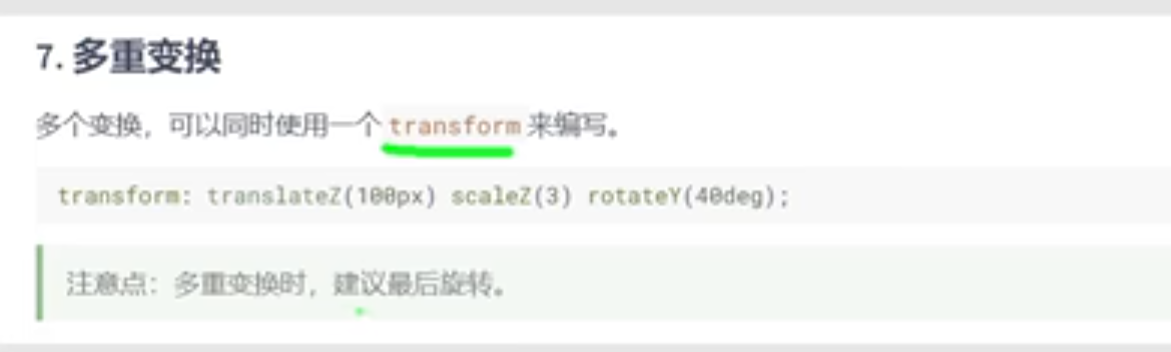 7. 多重变换
多个变换，可以同时使用一个 transform 来编写。
transform: translateZ(100px) scaleZ(3) rotateY(40deg);
注意点：多重变换时，建议最后旋转。